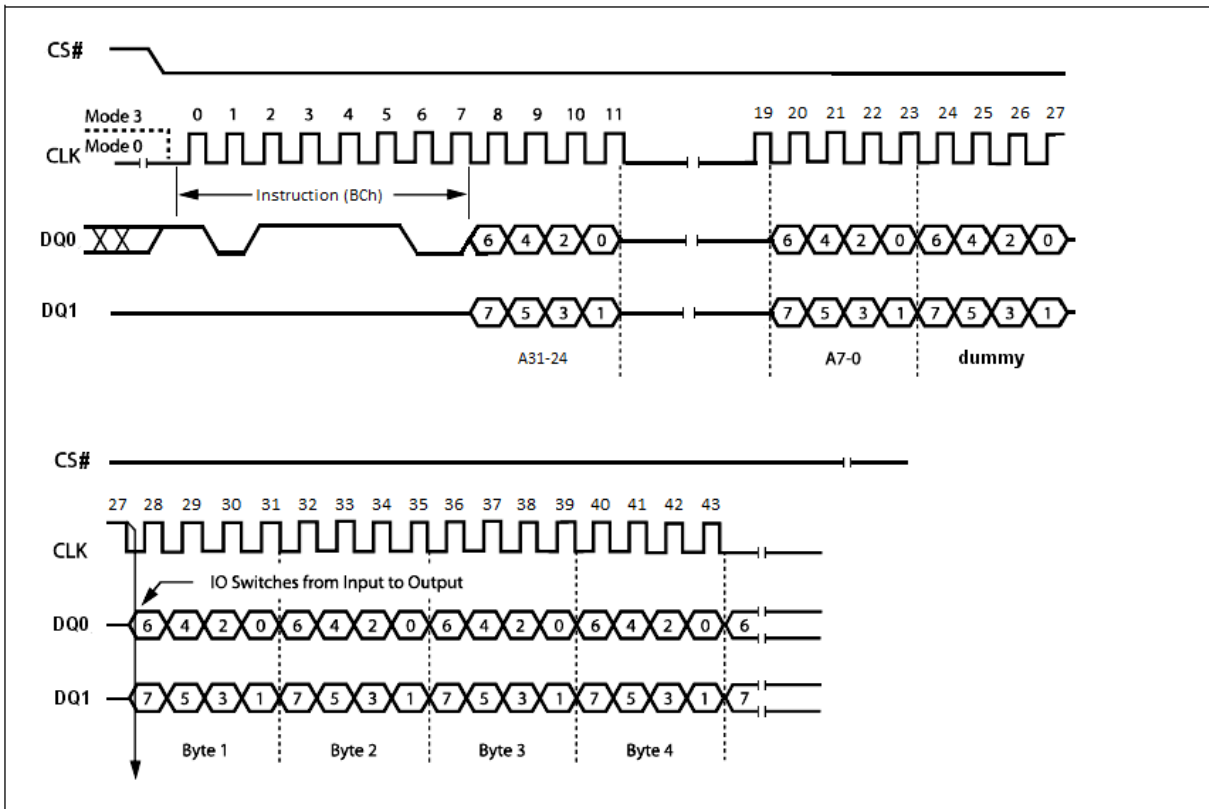 CS#
0 1 2 3 4 5 6 7 8 9 10 11 19 20 21 22 23 24 25 26 27
Mode 3
Mode 0
CLK
Instruction (BCh)
DQ0 6 4 2 0 6 4 2 0 6 4 2 0
DQ1 7 5 3 1 7 5 3 1 7 5 3 1
A31-24 A7-0 dummy
CS#
27 28 29 30 31 32 33 34 35 36 37 38 39 40 41 42 43
CLK
IO Switches from Input to Output
DQ0 6 4 2 0 6 4 2 0 6 4 2 0 6 4 2 0 6
DQ1 7 5 3 1 7 5 3 1 7 5 3 1 7 5 3 1 7
Byte 1 Byte 2 Byte 3 Byte 4